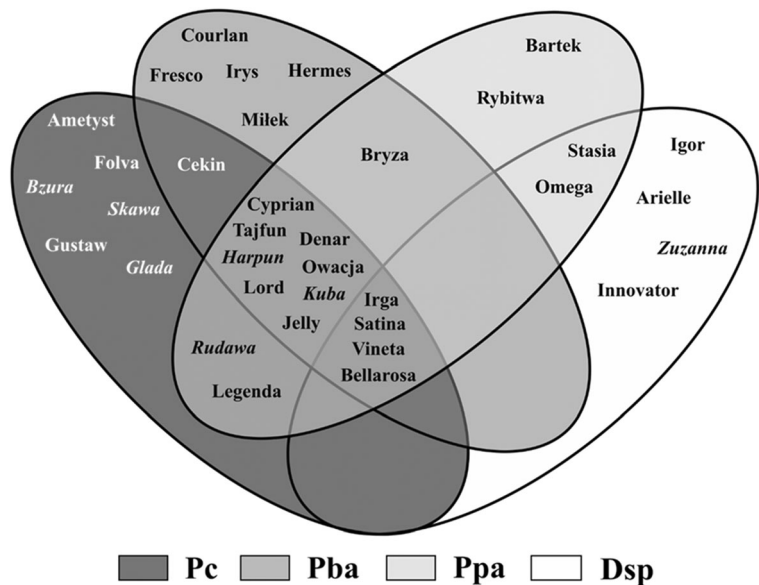 Courlan
Bartek
Fresco
Irys
Hermes
Rybitwa
Ametyst
Miłek
Bryza
Stasia
Igor
Folva
Cekin
Bzura
Omega
Arielle
Skawa
Cyprian
Tajfun
Denar
Gustaw
Harpun
Owacja
Zuzanna
Glada
Lord
Kuba
Irga
Innovator
Jelly
Satina
Rudawa
Vineta
Legenda
Bellarosa
Pc Pba Ppa Dsp